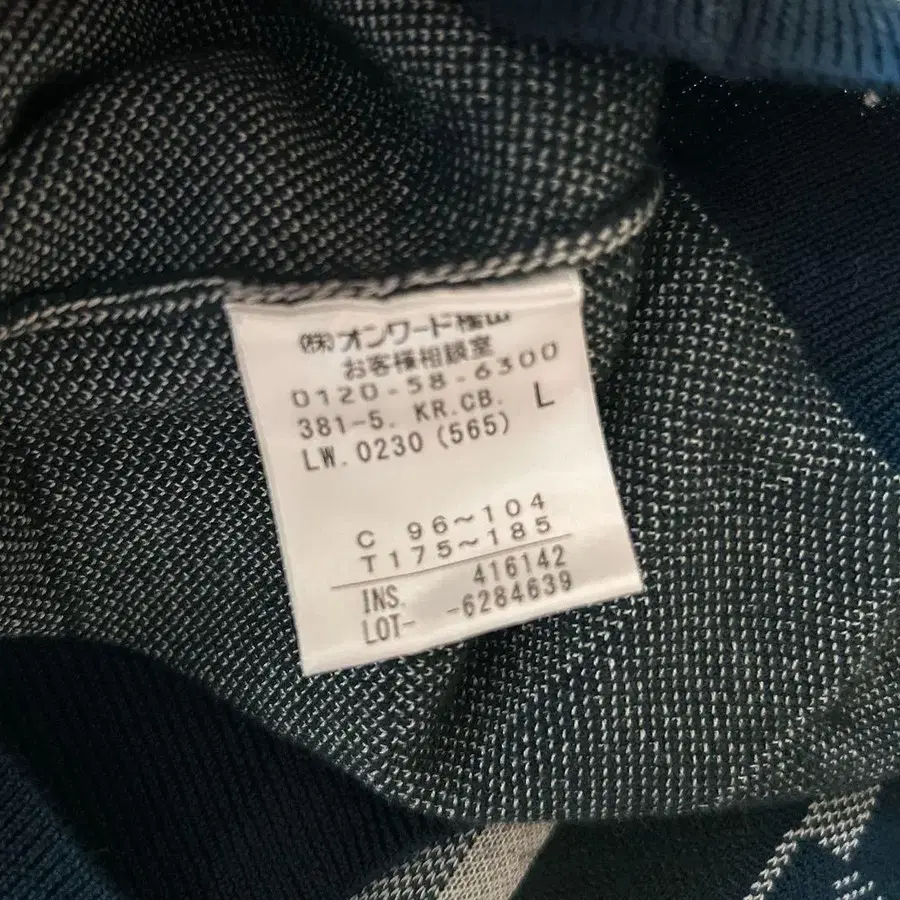 ㈱オンワード樫山
お客様相談室
0120-58-6300
381-5. KR.CB. L
LW.0230 (565)
C 96～104
T175～185
INS. 416142
LOT- -6284639